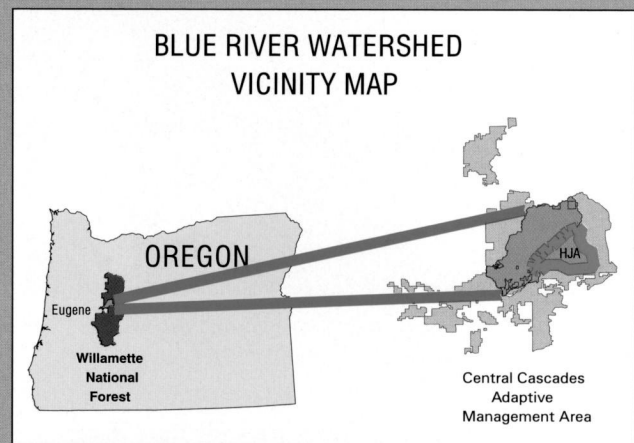 BLUE RIVER WATERSHED
VICINITY MAP
OREGON
HJA
Eugene
Willamette
National
Forest
Central Cascades
Adaptive
Management Area